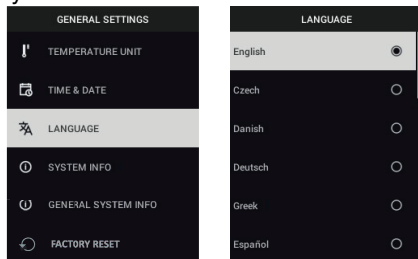 GENERAL SETTINGS
TEMPERATURE UNIT
TIME & DATE
LANGUAGE
SYSTEM INFO
GENERAL SYSTEM INFO
FACTORY RESET
LANGUAGE
English
Czech
Danish
Deutsch
Greek
Español